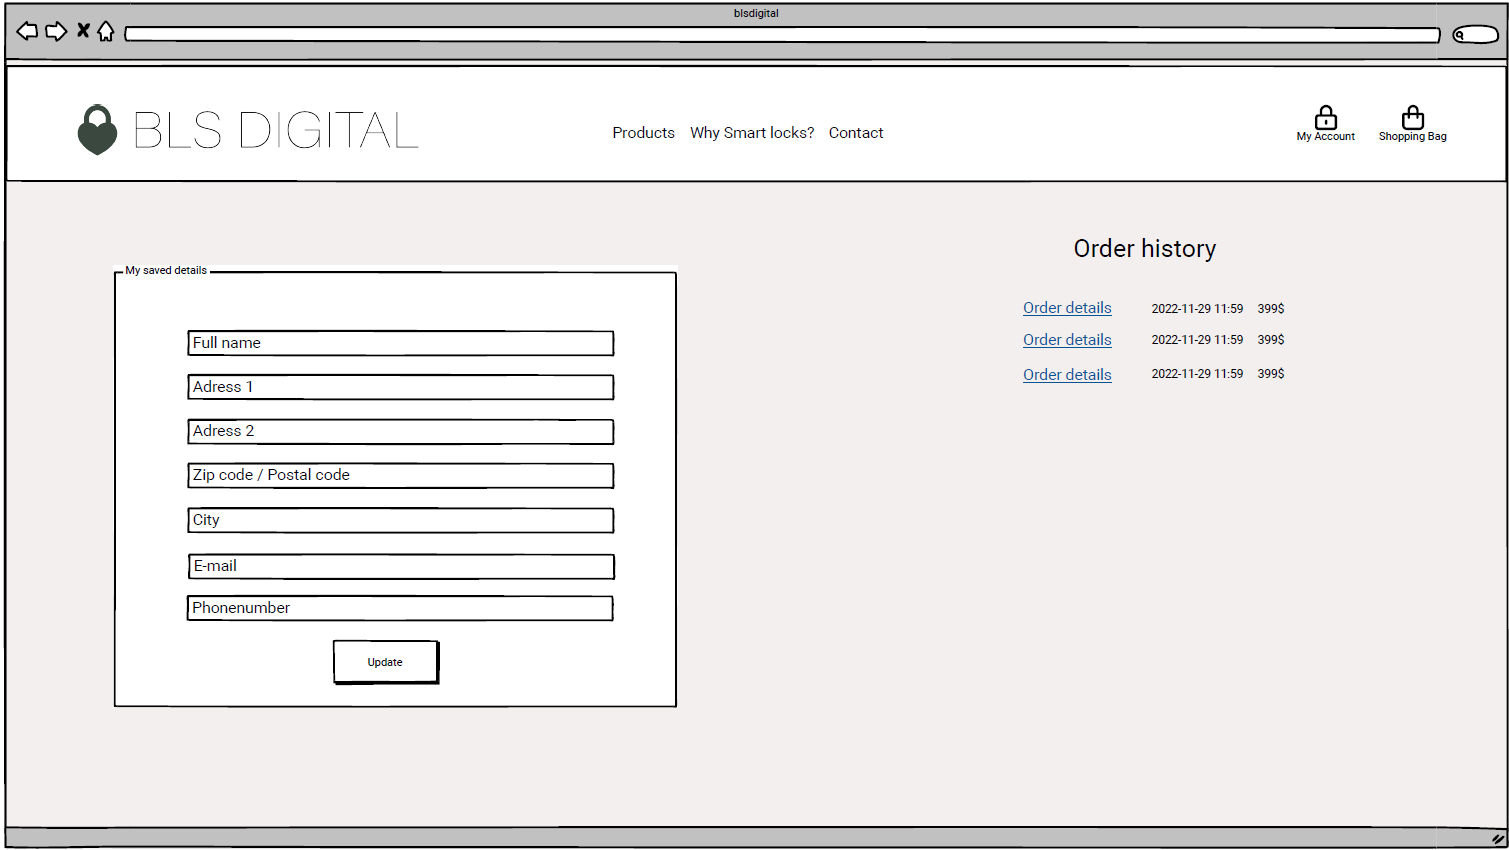 blsdigital
BLS DIGITAL
Products Why Smart locks? Contact
My Account
Shopping Bag
Order history
My saved details
Order details 2022-11-29 11:59 399$
Order details 2022-11-29 11:59 399$
Order details 2022-11-29 11:59 399$
Full name
Adress 1
Adress 2
Zip code / Postal code
City
E-mail
Phonenumber
Update